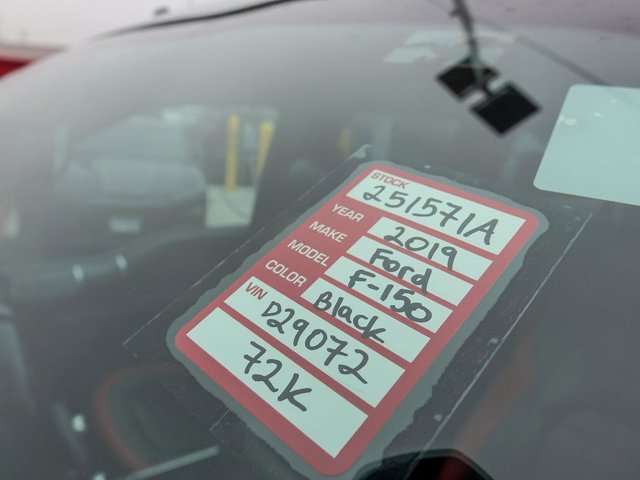 STOCK
251571A
YEAR 2019
MAKE Ford
MODEL F-150
COLOR Black
VIN D29072
72K